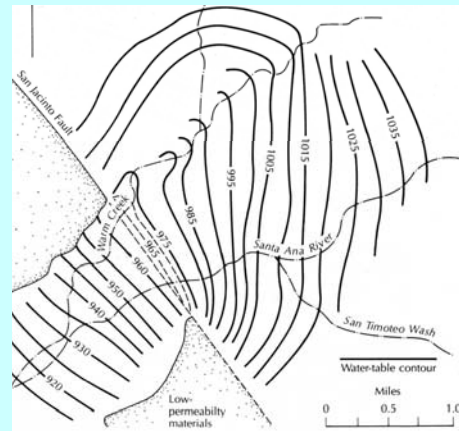 San Jacinto Fault
Warm Creek
1035
1025
1015
1005
995
985
975
965
960
950
940
930
920
Santa Ana River
San Timoteo Wash
Water-table contour
Low-
permeabilty
materials
Miles
0 0.5 1.0